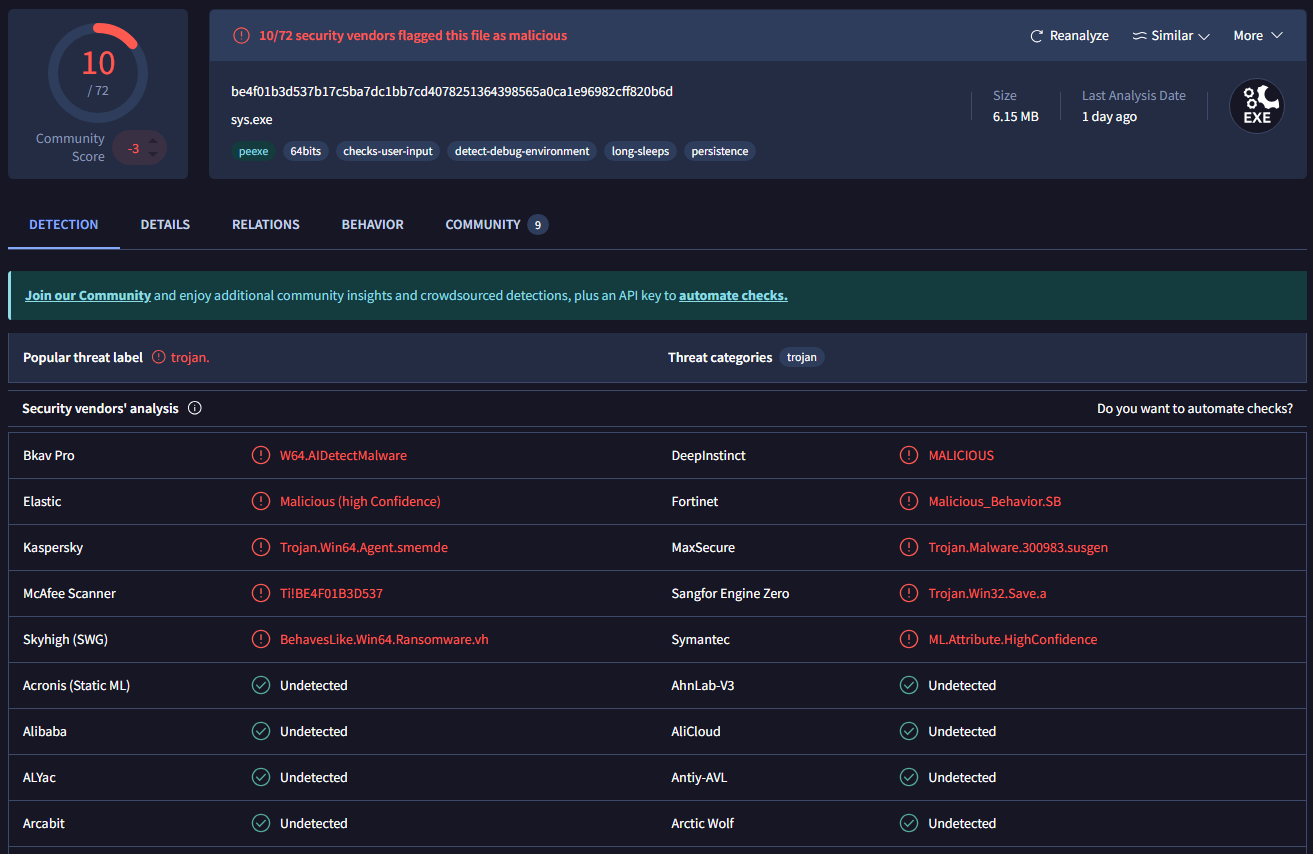 10
/ 72
Community Score
-3
10/72 security vendors flagged this file as malicious
Reanalyze
Similar
More
be4f01b3d537b17c5ba7dc1bb7cd4078251364398565a0ca1e96982cff820b6d
sys.exe
peexe 64bits checks-user-input detect-debug-environment long-sleeps persistence
Size
6.15 MB
Last Analysis Date
1 day ago
EXE
DETECTION DETAILS RELATIONS BEHAVIOR COMMUNITY 9
Join our Community and enjoy additional community insights and crowdsourced detections, plus an API key to automate checks.
Popular threat label trojan. Threat categories trojan
Security vendors' analysis Do you want to automate checks?
Bkav Pro W64.AIDetectMalware DeepInstinct MALICIOUS
Elastic Malicious (high Confidence) Fortinet Malicious_Behavior.SB
Kaspersky Trojan.Win64.Agent.smemde MaxSecure Trojan.Malware.300983.susgen
McAfee Scanner Ti!BE4F01B3D537 Sangfor Engine Zero Trojan.Win32.Save.a
Skyhigh (SWG) BehavesLike.Win64.Ransomware.vh Symantec ML.Attribute.HighConfidence
Acronis (Static ML) Undetected AhnLab-V3 Undetected
Alibaba Undetected AliCloud Undetected
ALYac Undetected Antiy-AVL Undetected
Arcabit Undetected Arctic Wolf Undetected